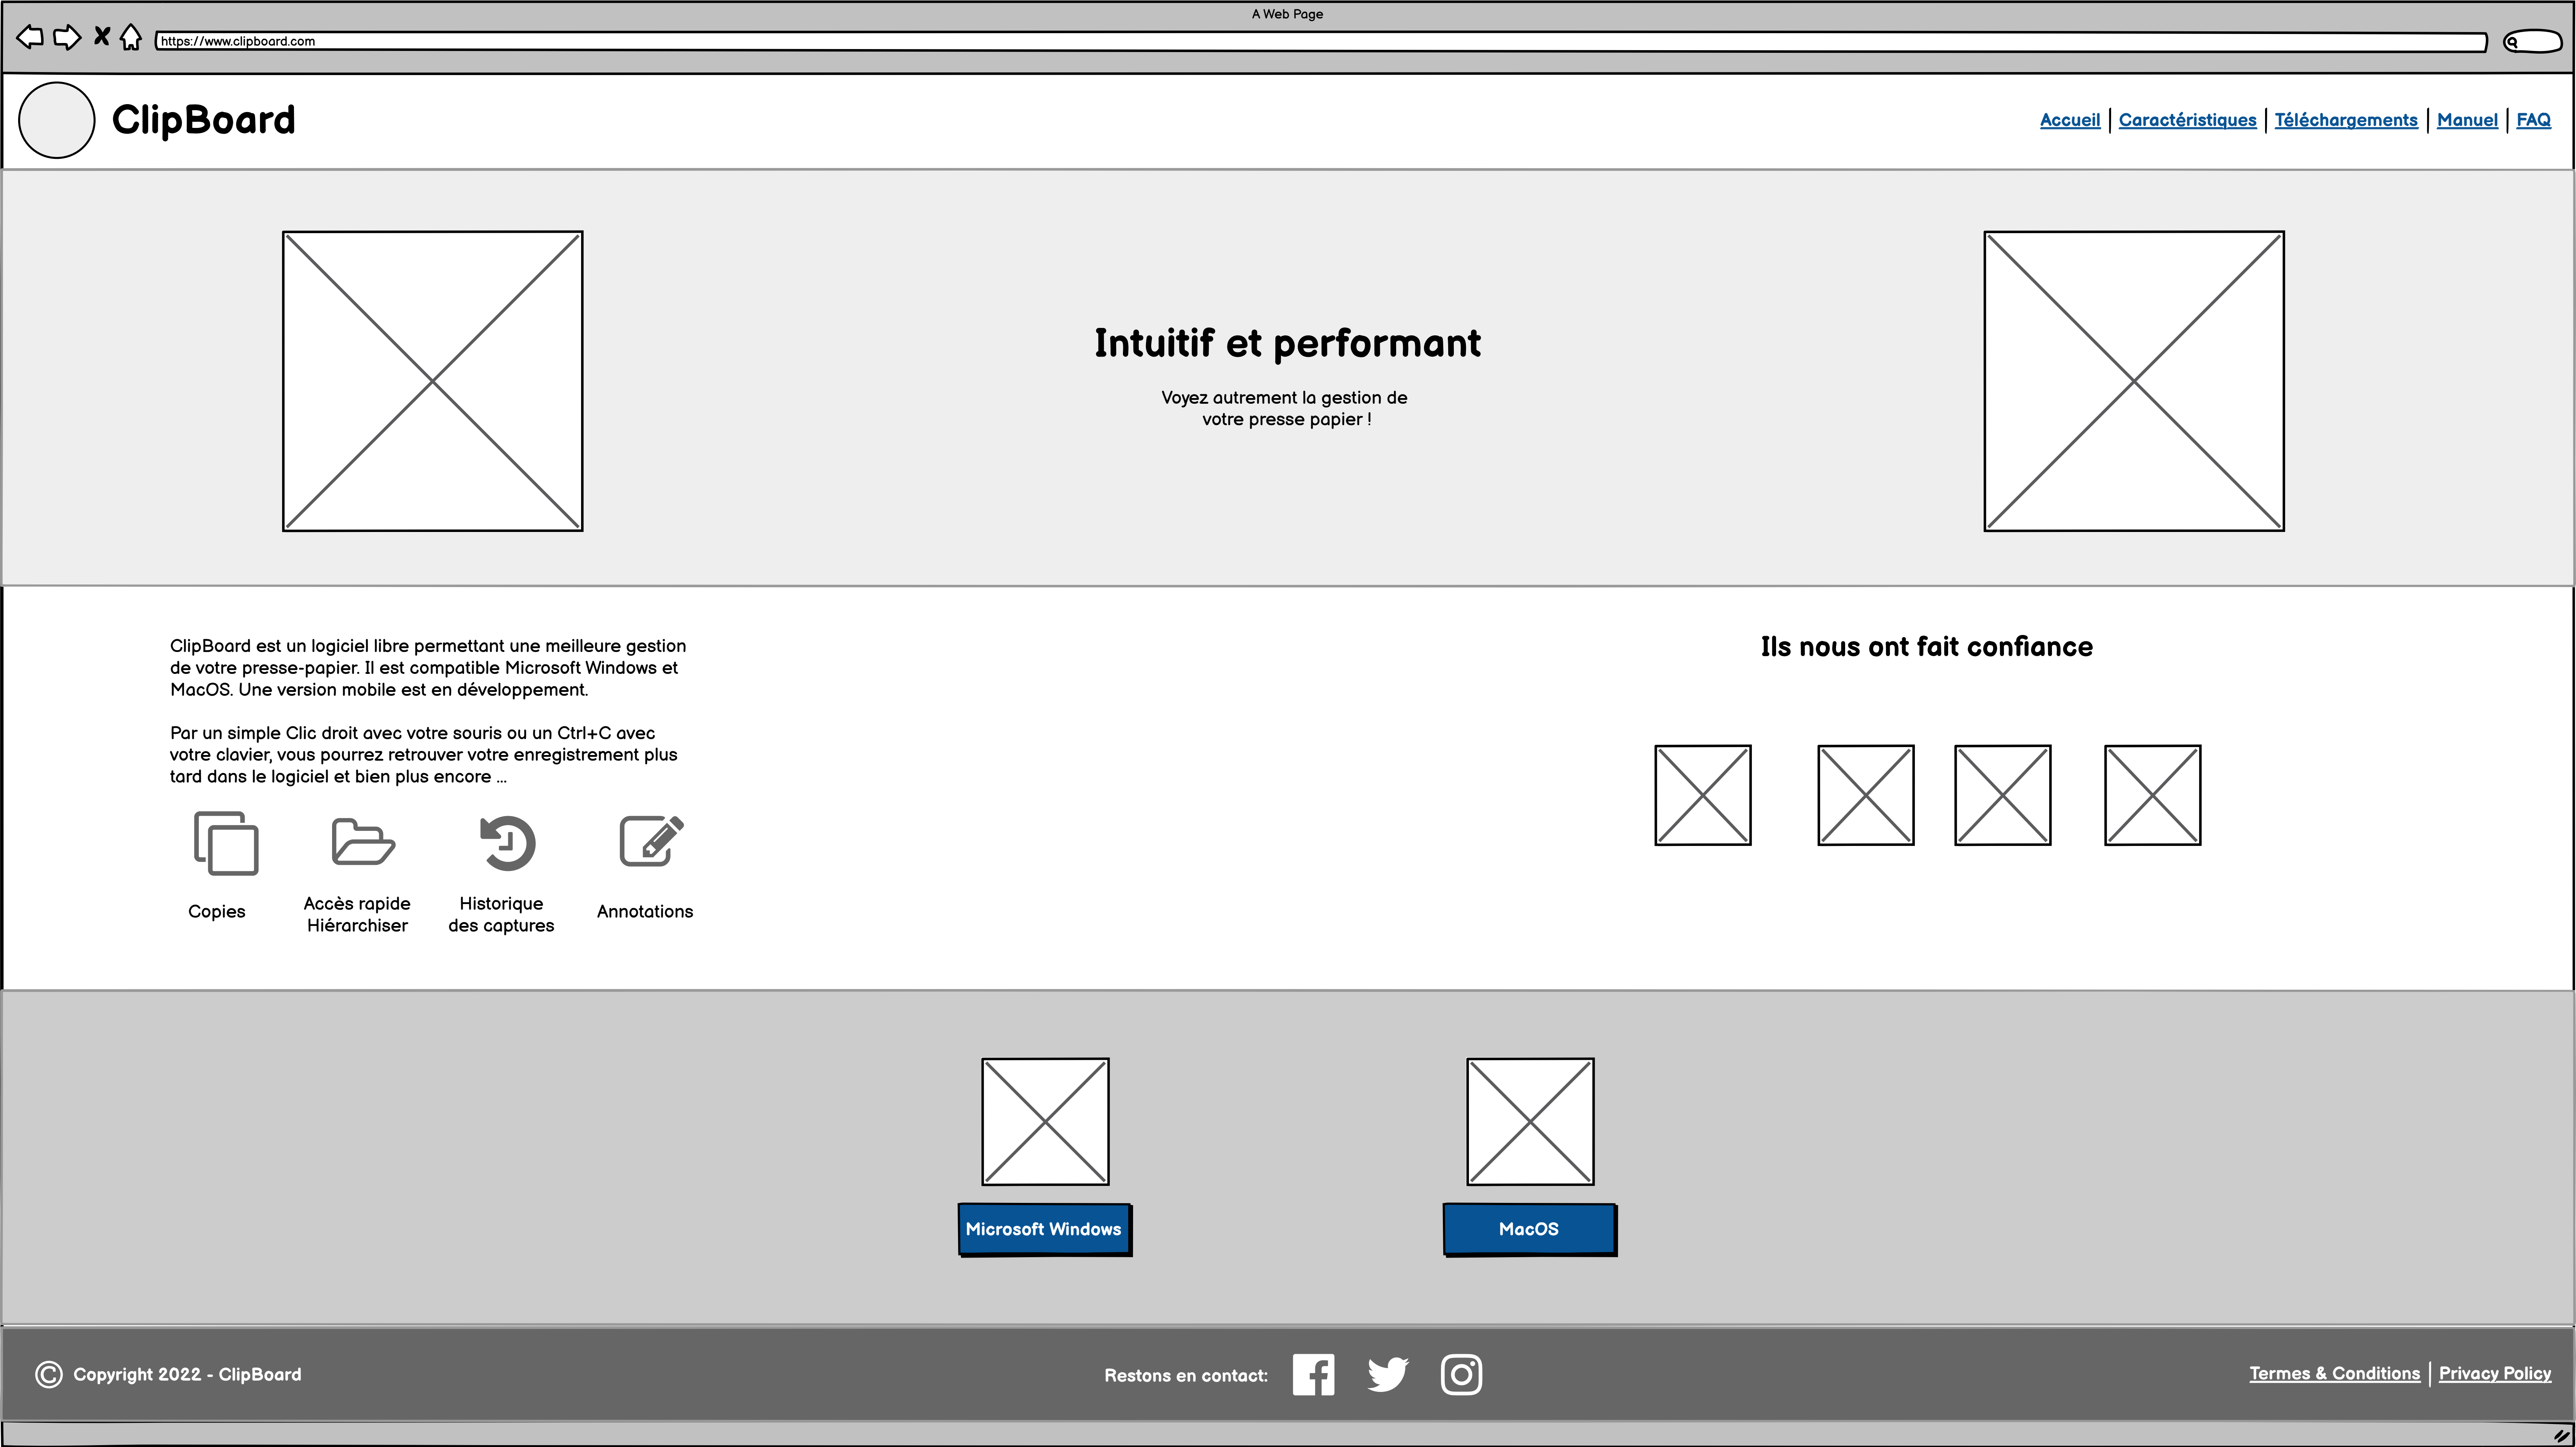 A Web Page
https://www.clipboard.com
ClipBoard
Accueil | Caractéristiques | Téléchargements | Manuel | FAQ
Intuitif et performant
Voyez autrement la gestion de
votre presse papier !
ClipBoard est un logiciel libre permettant une meilleure gestion
de votre presse-papier. Il est compatible Microsoft Windows et
MacOS. Une version mobile est en développement.
Par un simple Clic droit avec votre souris ou un Ctrl+C avec
votre clavier, vous pourrez retrouver votre enregistrement plus
tard dans le logiciel et bien plus encore ...
Copies
Accès rapide
Hiérarchiser
Historique
des captures
Annotations
Ils nous ont fait confiance
Microsoft Windows
MacOS
© Copyright 2022 - ClipBoard
Restons en contact:
Termes & Conditions | Privacy Policy